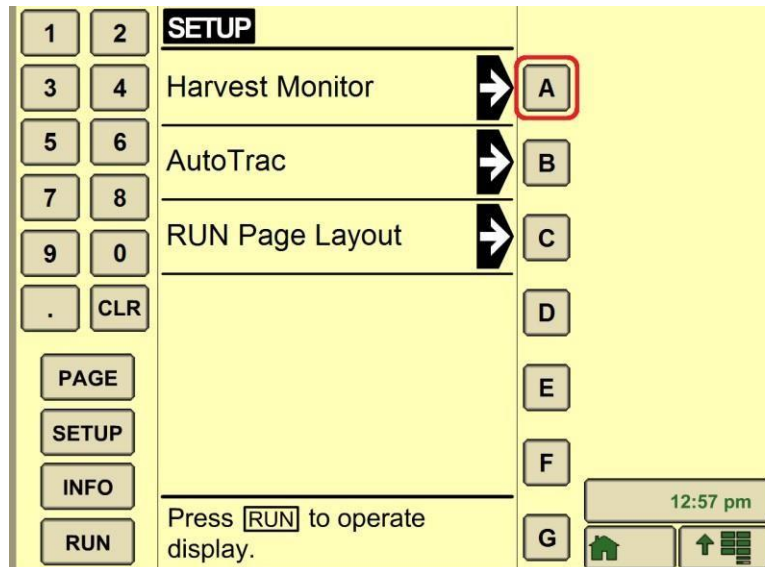 1 2
SETUP
3 4
Harvest Monitor
A
5 6
AutoTrac
B
7 8
RUN Page Layout
C
9 0
. CLR
D
PAGE
E
SETUP
F
INFO
12:57 pm
Press RUN to operate
display.
RUN
G